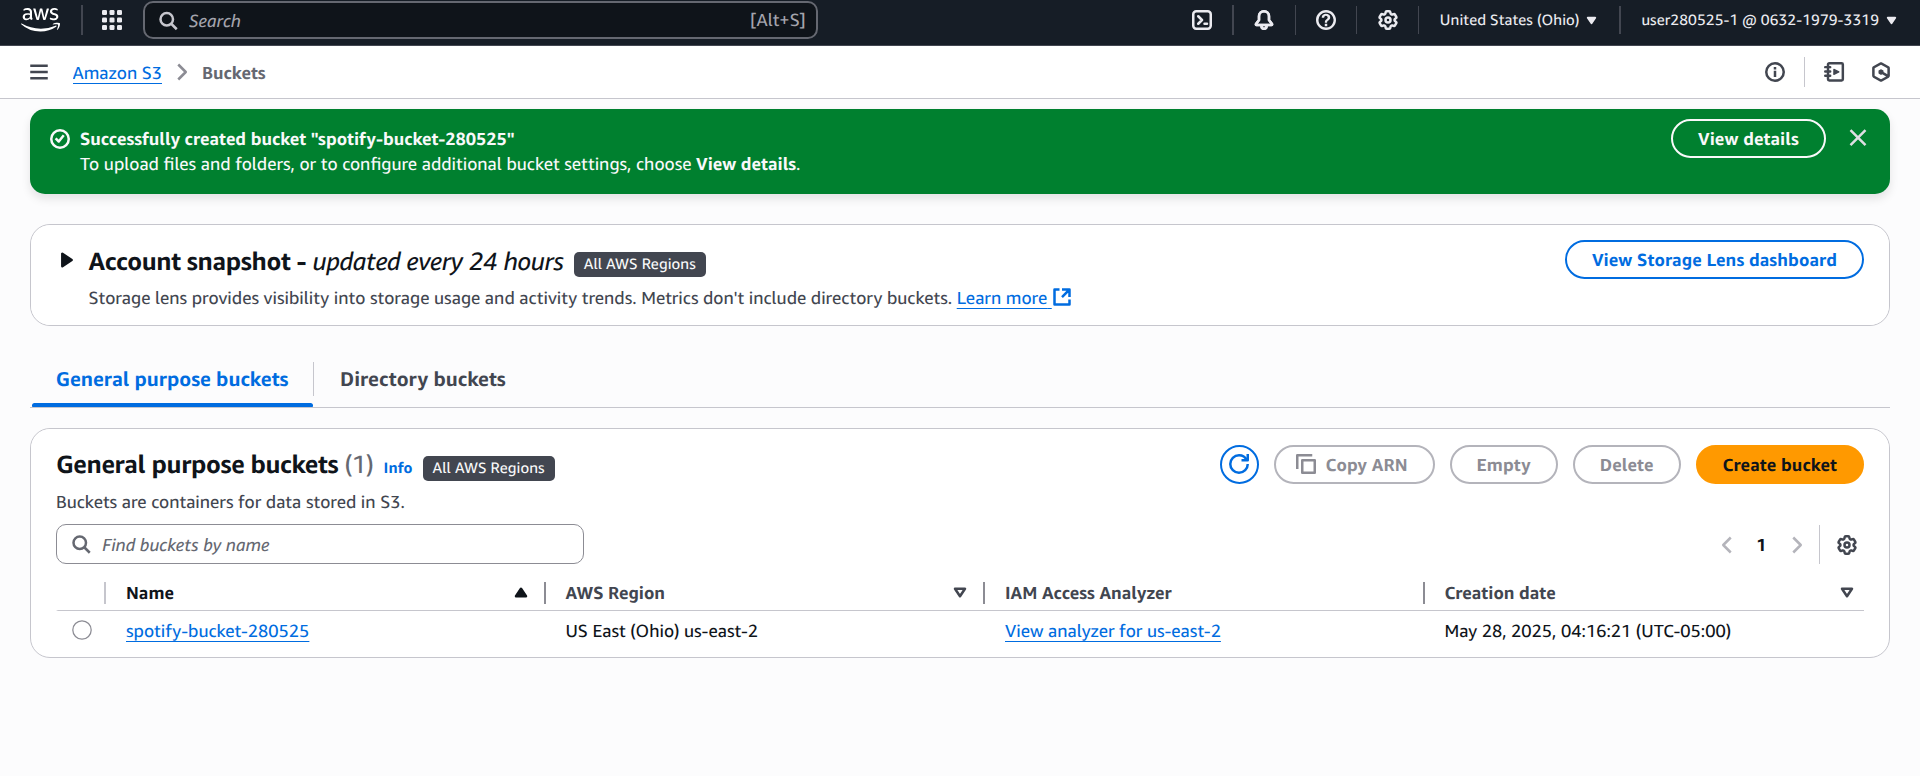 aws
Search [Alt+S]
United States (Ohio)
user280525-1 @ 0632-1979-3319
Amazon S3 > Buckets
Successfully created bucket "spotify-bucket-280525"
To upload files and folders, or to configure additional bucket settings, choose View details.
View details
Account snapshot - updated every 24 hours All AWS Regions
View Storage Lens dashboard
Storage lens provides visibility into storage usage and activity trends. Metrics don't include directory buckets. Learn more
General purpose buckets Directory buckets
General purpose buckets (1) Info All AWS Regions
Copy ARN Empty Delete Create bucket
Buckets are containers for data stored in S3.
Find buckets by name
1
Name AWS Region IAM Access Analyzer Creation date
spotify-bucket-280525 US East (Ohio) us-east-2 View analyzer for us-east-2 May 28, 2025, 04:16:21 (UTC-05:00)